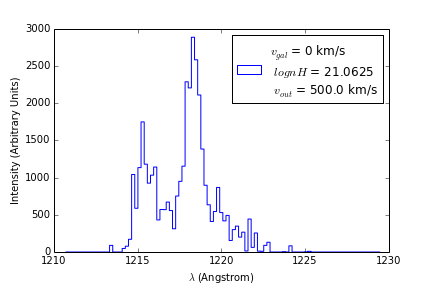 3000
2500
2000
1500
1000
500
0
Intensity (Arbitrary Units)
v_gal = 0 km/s
lognH = 21.0625
v_out = 500.0 km/s
1210 1215 1220 1225 1230
λ (Angstrom)